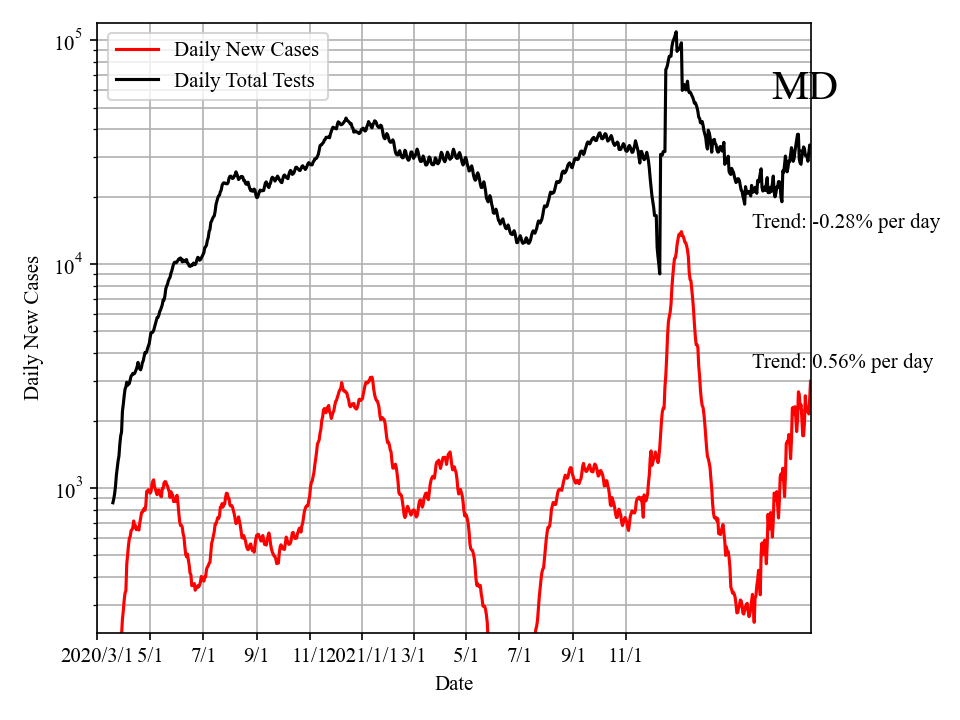 10^5
Daily New Cases
Daily Total Tests
MD
Trend: -0.28% per day
10^4
Trend: 0.56% per day
10^3
Daily New Cases
2020/3/1 5/1 7/1 9/1 11/1 2021/1/1 3/1 5/1 7/1 9/1 11/1
Date